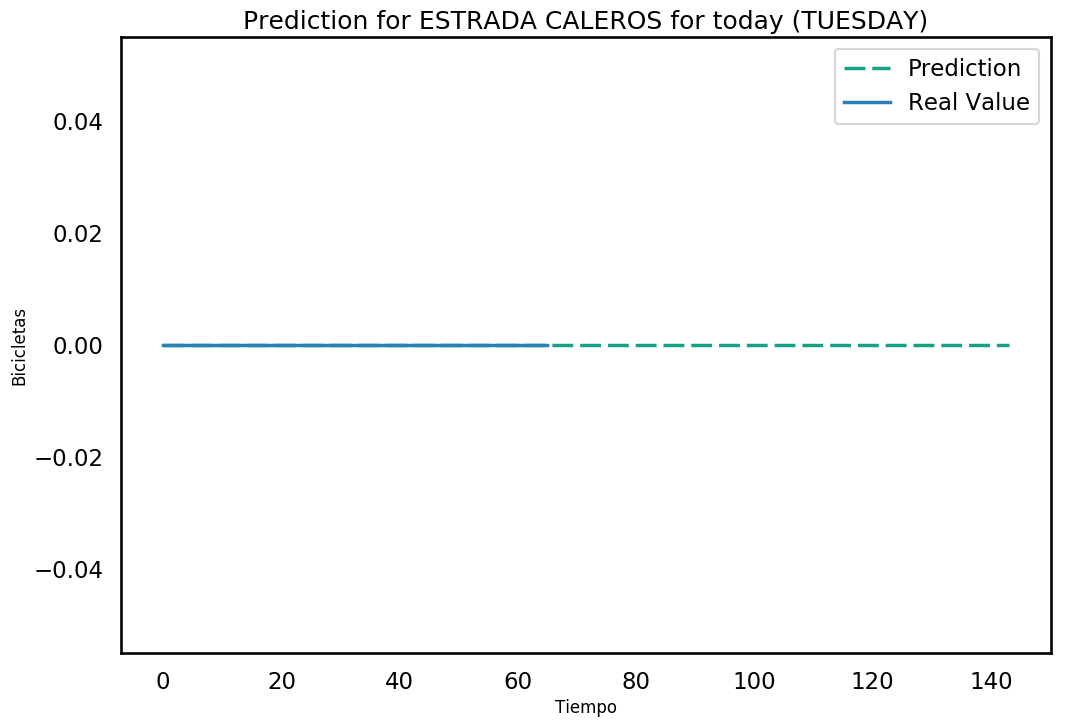 Prediction for ESTRADA CALEROS for today (TUESDAY)
Prediction
Real Value
0.04
0.02
0.00
−0.02
−0.04
Bicicletas
0 20 40 60 80 100 120 140
Tiempo